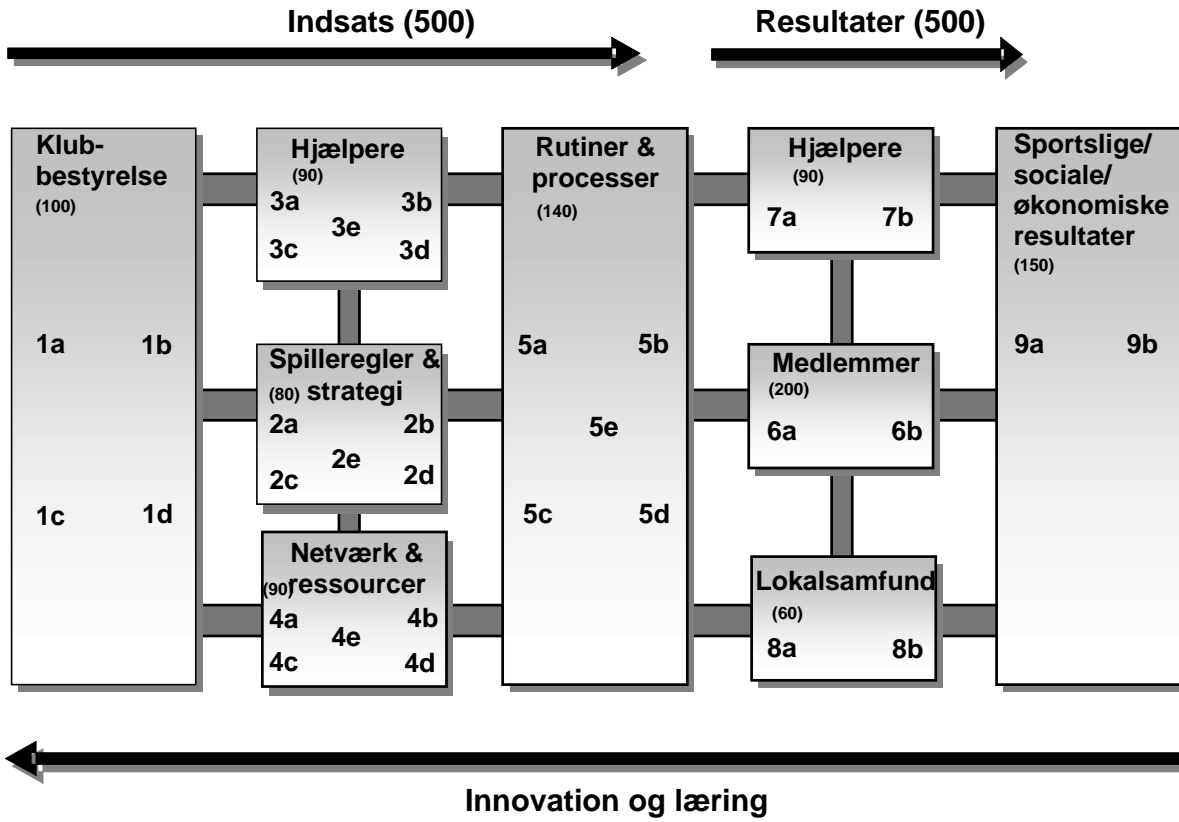 Indsats (500)
Resultater (500)
Klub-
bestyrelse
(100)
1a 1b
1c 1d
Hjælpere
(90)
3a 3b
3e
3c 3d
Spilleregler &
(80) strategi
2a 2b
2e
2c 2d
Netværk &
(90) ressourcer
4a 4b
4e
4c 4d
Rutiner &
processer
(140)
5a 5b
5e
5c 5d
Hjælpere
(90)
7a 7b
Medlemmer
(200)
6a 6b
Lokalsamfund
(60)
8a 8b
Sportslige/
sociale/
økonomiske
resultater
(150)
9a 9b
Innovation og læring